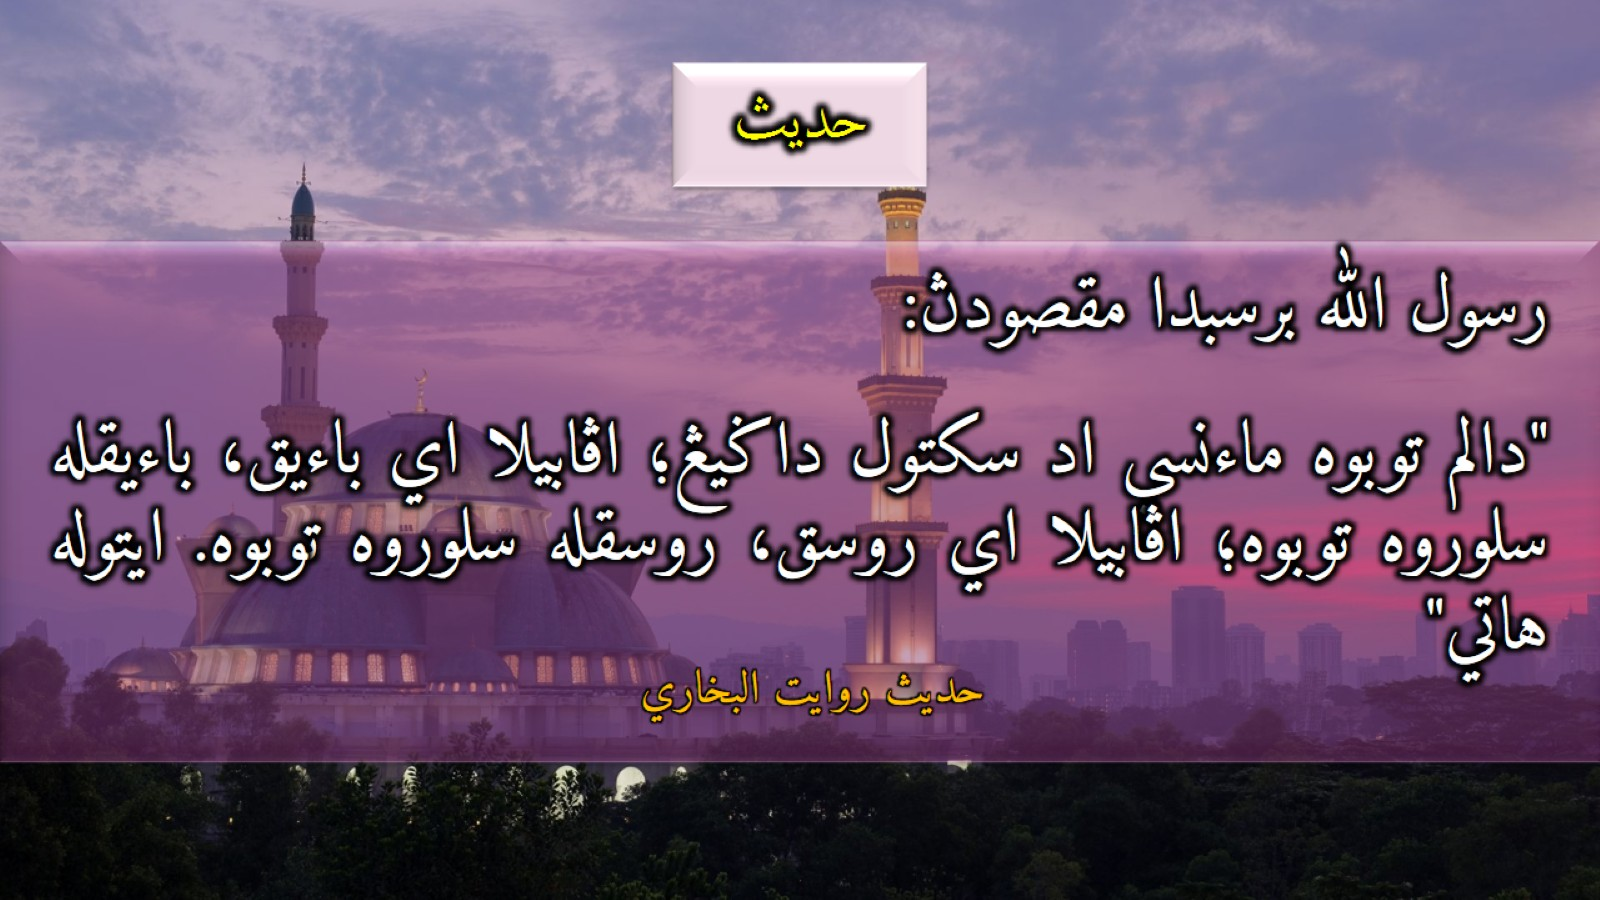 حديث
رسول الله برسبدا مقصودڽ:
"دالم توبوه ماءنسي اد سكتول داݢيڠ؛ اڤابيلا اي باءيق، باءيقله
سلوروه توبوه؛ اڤابيلا اي روسق، روسقله سلوروه توبوه. ايتوله
هاتي"
حديث روايت البخاري